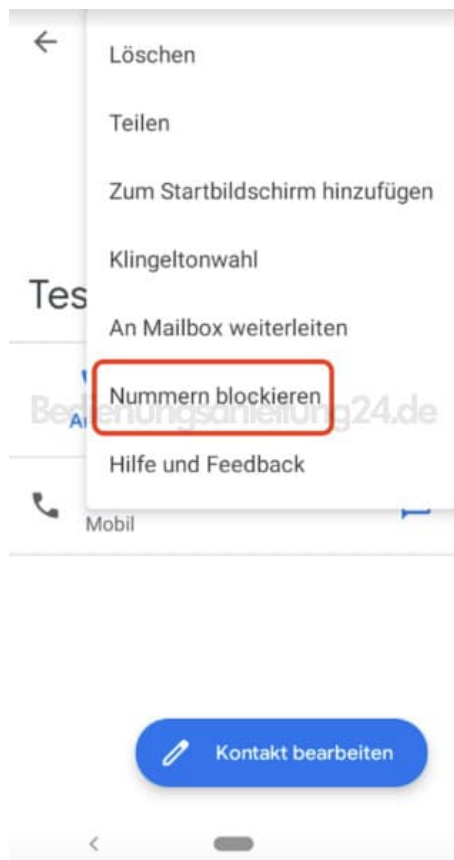 Löschen
Teilen
Zum Startbildschirm hinzufügen
Klingeltonwahl
Tes
An Mailbox weiterleiten
Nummern blockieren
Bedienungsanleitung24.de
Hilfe und Feedback
Mobil
Kontakt bearbeiten